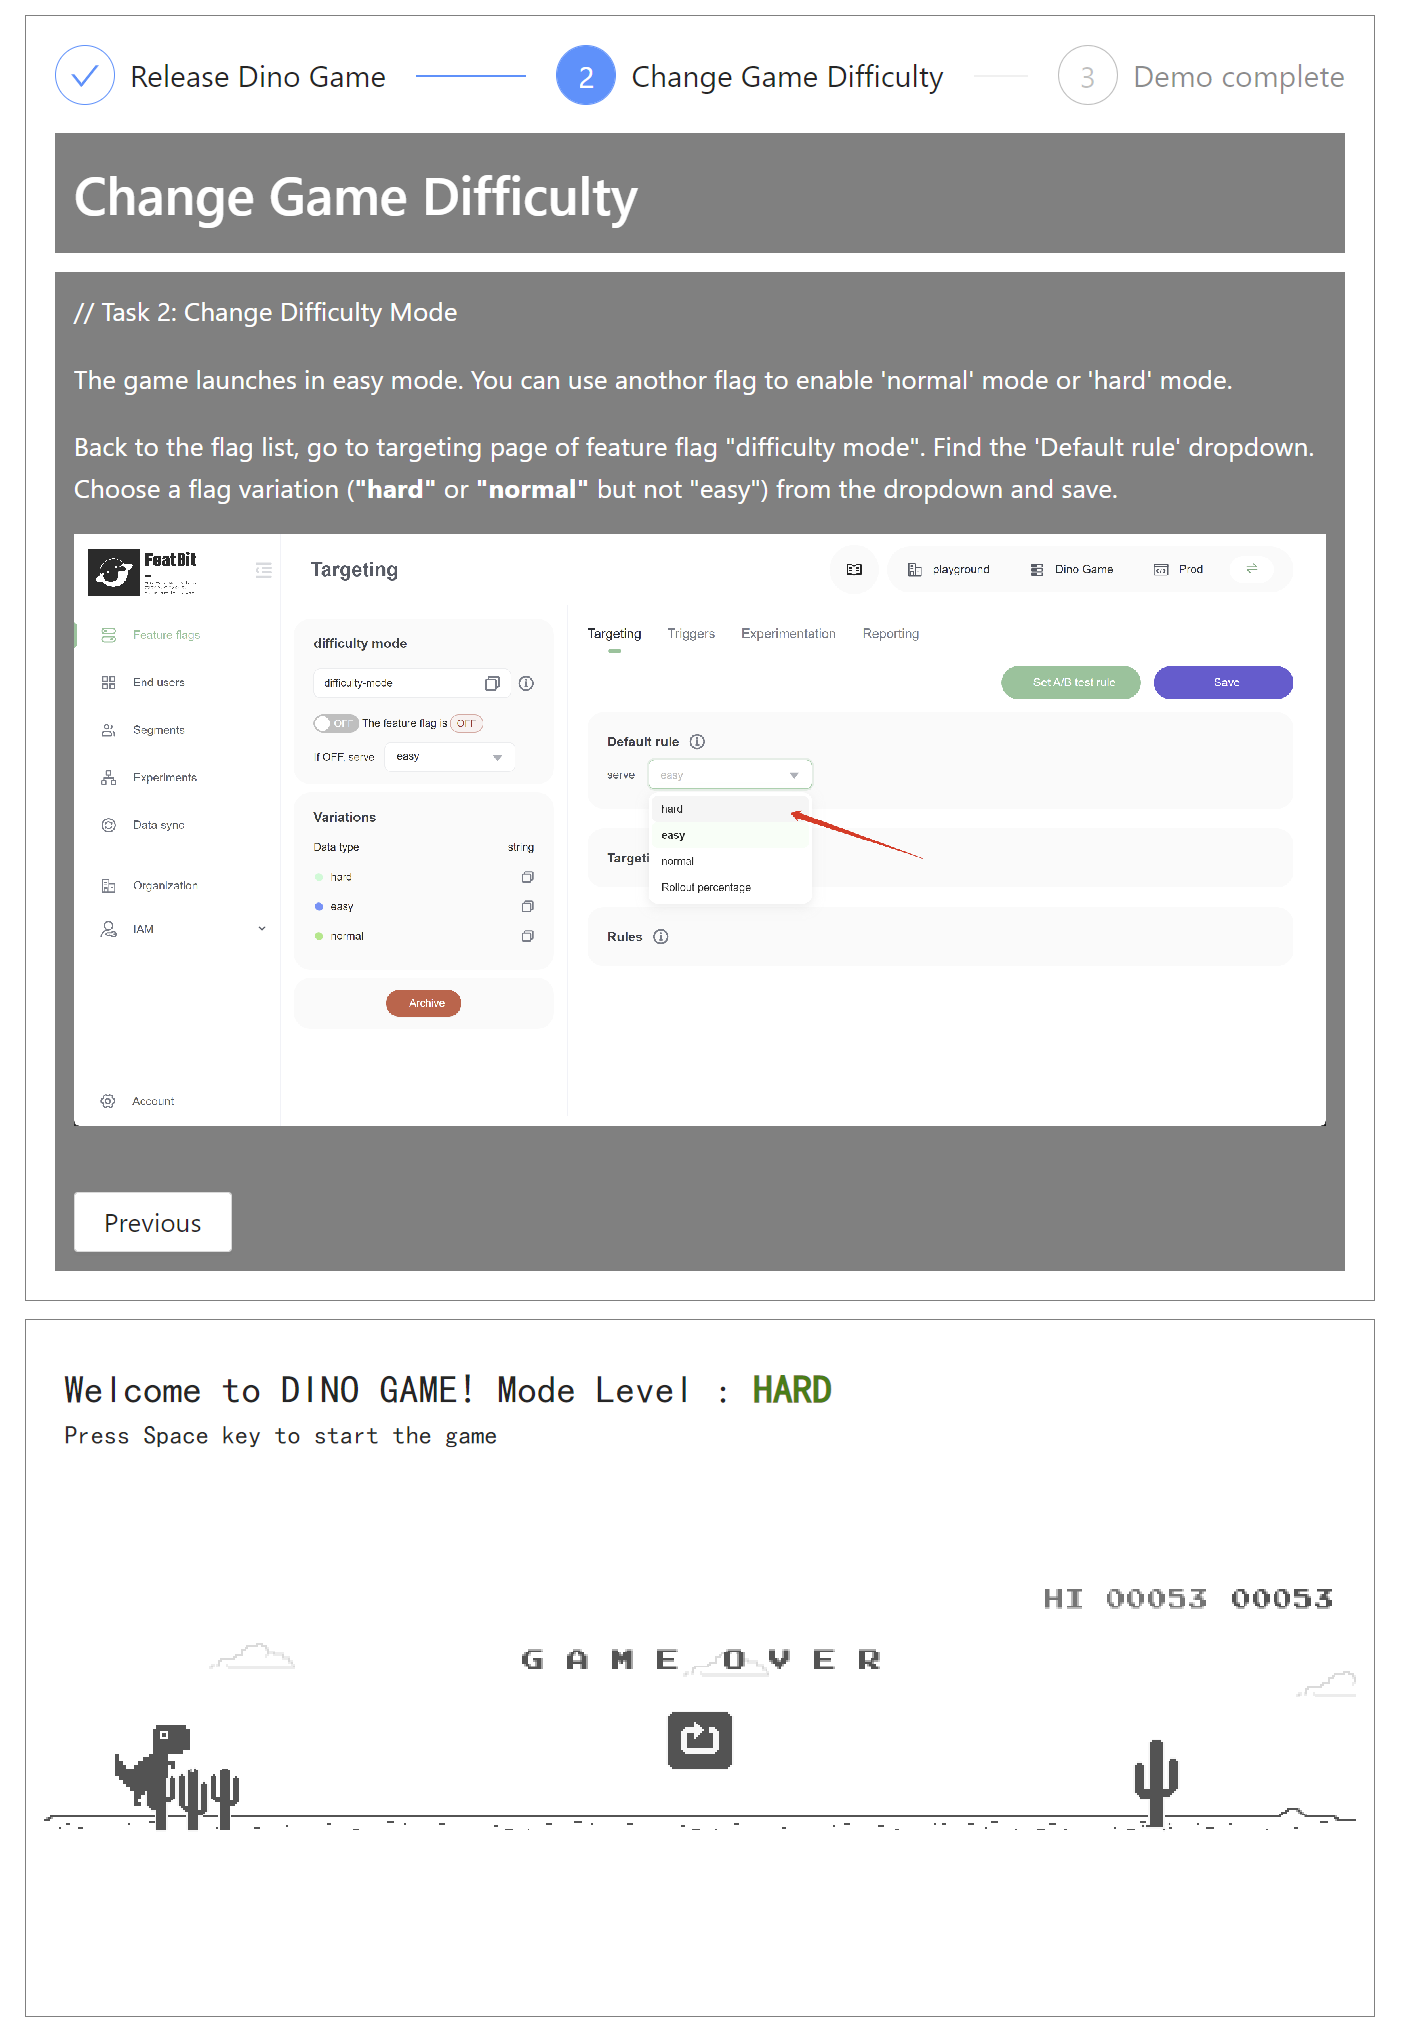 Release Dino Game
2 Change Game Difficulty
3 Demo complete
Change Game Difficulty
// Task 2: Change Difficulty Mode
The game launches in easy mode. You can use anothor flag to enable 'normal' mode or 'hard' mode.
Back to the flag list, go to targeting page of feature flag "difficulty mode". Find the 'Default rule' dropdown.
Choose a flag variation ("hard" or "normal" but not "easy") from the dropdown and save.
FeatBit
Targeting
playground
Dino Game
Prod
Feature flags
End users
Segments
Experiments
Data sync
Organization
IAM
Account
difficulty mode
difficulty-mode
OFF The feature flag is OFF
If OFF, serve easy
Variations
Data type string
hard
easy
normal
Archive
Targeting Triggers Experimentation Reporting
Set A/B test rule Save
Default rule
serve easy
hard
easy
normal
Rollout percentage
Targeti
Rules
Previous
Welcome to DINO GAME! Mode Level : HARD
Press Space key to start the game
HI 00053 00053
GAME OVER